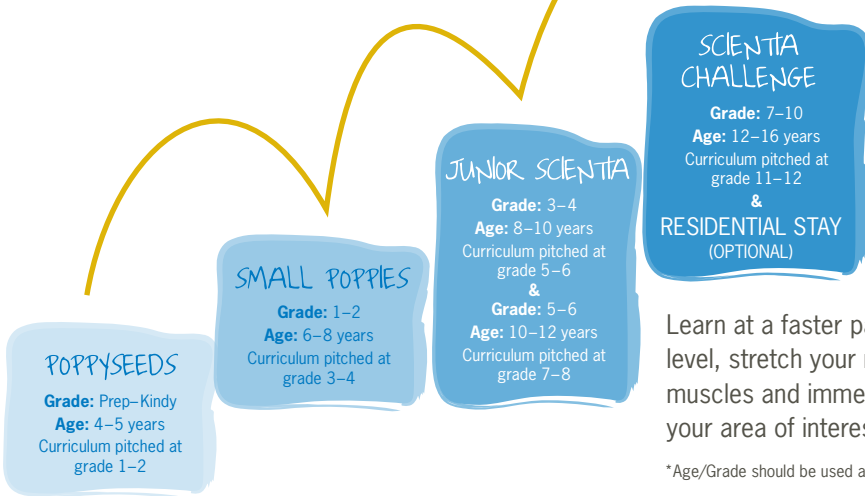 POPPYSEEDS
Grade: Prep–Kindy
Age: 4–5 years
Curriculum pitched at
grade 1–2
SMALL POPPIES
Grade: 1–2
Age: 6–8 years
Curriculum pitched at
grade 3–4
JUNIOR SCIENTIA
Grade: 3–4
Age: 8–10 years
Curriculum pitched at
grade 5–6
&
Grade: 5–6
Age: 10–12 years
Curriculum pitched at
grade 7–8
SCIENTIA
CHALLENGE
Grade: 7–10
Age: 12–16 years
Curriculum pitched at
grade 11–12
&
RESIDENTIAL STAY
(OPTIONAL)
Learn at a faster
level, stretch your
muscles and
your area of
*Age/Grade should be used